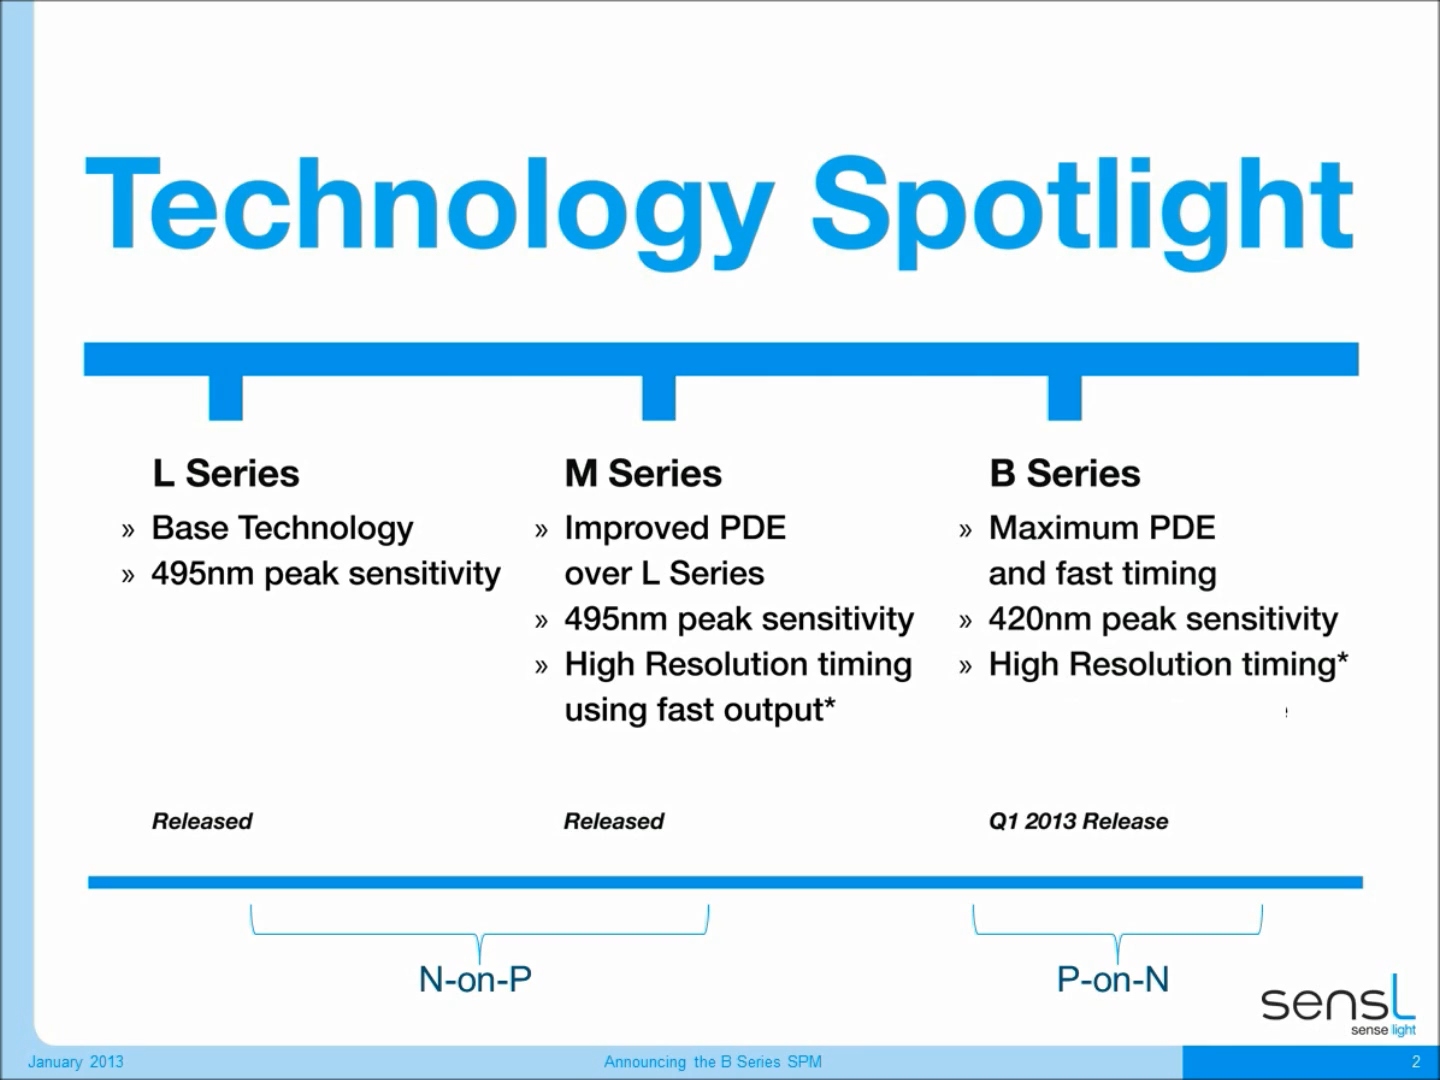 Technology Spotlight
L Series
» Base Technology
» 495nm peak sensitivity
Released
M Series
» Improved PDE
over L Series
» 495nm peak sensitivity
» High Resolution timing
using fast output*
Released
B Series
» Maximum PDE
and fast timing
» 420nm peak sensitivity
» High Resolution timing*
Q1 2013 Release
N-on-P
P-on-N
sensL
sense light
January 2013
Announcing the B Series SPM
2